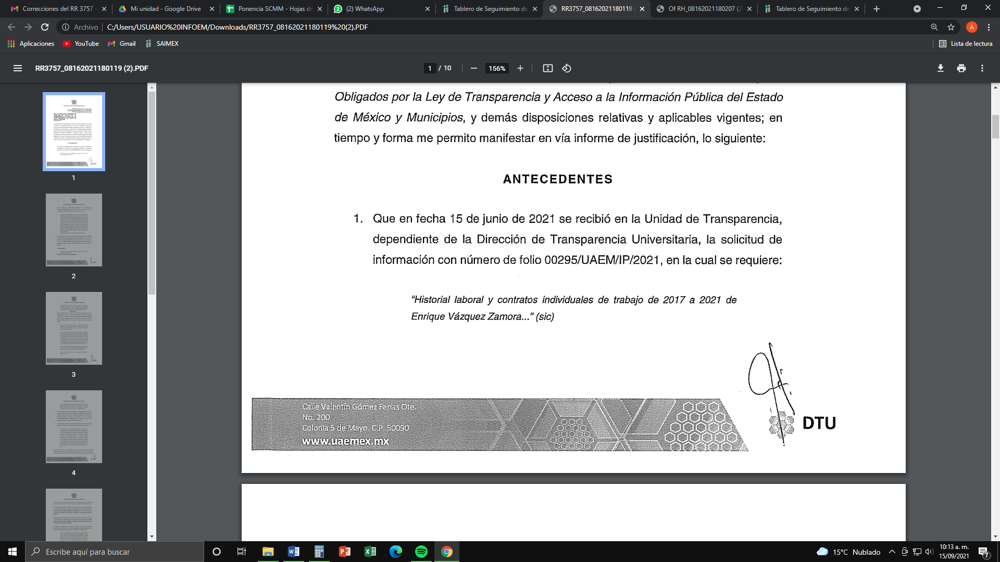 Correcciones del RR 3757 -
Mi unidad - Google Drive
Ponencia SCMM - Hojas de
(2) WhatsApp
Tablero de Seguimiento de
RR3757_08162021180119
Of RH_08162021180207 (2
Tablero de Seguimiento de
Archivo
C:/Users/USUARIO%20INFOEM/Downloads/RR3757_08162021180119%20(2).PDF
A
Aplicaciones
YouTube
Gmail
SAIMEX
Lista de lectura
RR3757_08162021180119 (2).PDF
1 / 10
156%
1
2
3
4
Obligados por la Ley de Transparencia y Acceso a la Información Pública del Estado
de México y Municipios, y demás disposiciones relativas y aplicables vigentes; en
tiempo y forma me permito manifestar en vía informe de justificación, lo siguiente:
ANTECEDENTES
1. Que en fecha 15 de junio de 2021 se recibió en la Unidad de Transparencia,
dependiente de la Dirección de Transparencia Universitaria, la solicitud de
información con número de folio 00295/UAEM/IP/2021, en la cual se requiere:
“Historial laboral y contratos individuales de trabajo de 2017 a 2021 de
Enrique Vázquez Zamora...” (sic)
Calle Valentín Gómez Farías Ote.
No. 200
Colonia 5 de Mayo. C.P. 50090
www.uaemex.mx
DTU
Escribe aquí para buscar
15°C Nublado
10:13 a. m.
15/09/2021
7